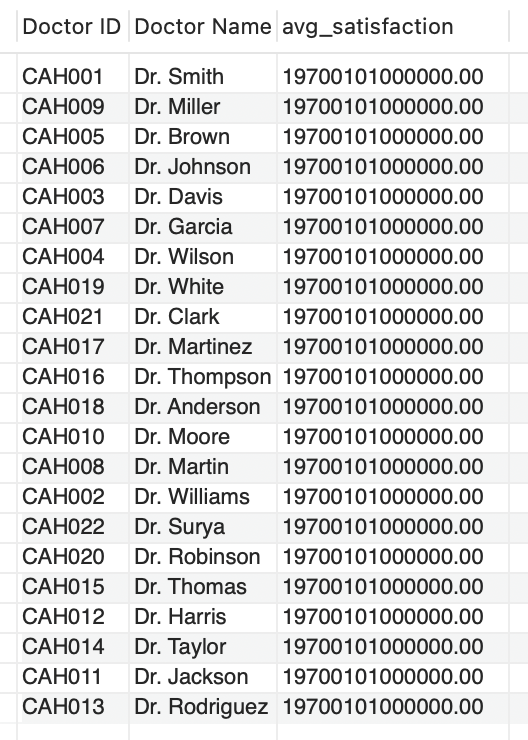 Doctor ID Doctor Name avg_satisfaction
CAH001 Dr. Smith 19700101000000.00
CAH009 Dr. Miller 19700101000000.00
CAH005 Dr. Brown 19700101000000.00
CAH006 Dr. Johnson 19700101000000.00
CAH003 Dr. Davis 19700101000000.00
CAH007 Dr. Garcia 19700101000000.00
CAH004 Dr. Wilson 19700101000000.00
CAH019 Dr. White 19700101000000.00
CAH021 Dr. Clark 19700101000000.00
CAH017 Dr. Martinez 19700101000000.00
CAH016 Dr. Thompson 19700101000000.00
CAH018 Dr. Anderson 19700101000000.00
CAH010 Dr. Moore 19700101000000.00
CAH008 Dr. Martin 19700101000000.00
CAH002 Dr. Williams 19700101000000.00
CAH022 Dr. Surya 19700101000000.00
CAH020 Dr. Robinson 19700101000000.00
CAH015 Dr. Thomas 19700101000000.00
CAH012 Dr. Harris 19700101000000.00
CAH014 Dr. Taylor 19700101000000.00
CAH011 Dr. Jackson 19700101000000.00
CAH013 Dr. Rodriguez 19700101000000.00